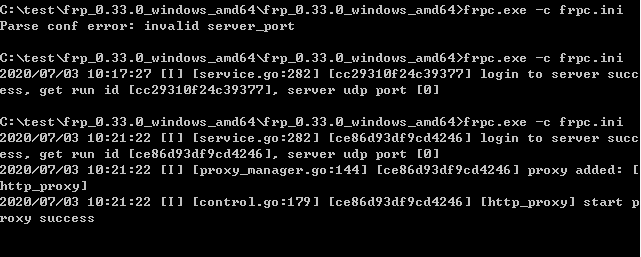 C:\test\frp_0.33.0_windows_amd64\frp_0.33.0_windows_amd64>frpc.exe -c frpc.ini
Parse conf error: invalid server_port
C:\test\frp_0.33.0_windows_amd64\frp_0.33.0_windows_amd64>frpc.exe -c frpc.ini
2020/07/03 10:17:27 [I] [service.go:282] [cc29310f24c39377] login to server succ
ess, get run id [cc29310f24c39377], server udp port [0]
C:\test\frp_0.33.0_windows_amd64\frp_0.33.0_windows_amd64>frpc.exe -c frpc.ini
2020/07/03 10:21:22 [I] [service.go:282] [ce86d93df9cd4246] login to server succ
ess, get run id [ce86d93df9cd4246], server udp port [0]
2020/07/03 10:21:22 [I] [proxy_manager.go:144] [ce86d93df9cd4246] proxy added: [
http_proxy]
2020/07/03 10:21:22 [I] [control.go:179] [ce86d93df9cd4246] [http_proxy] start p
roxy success